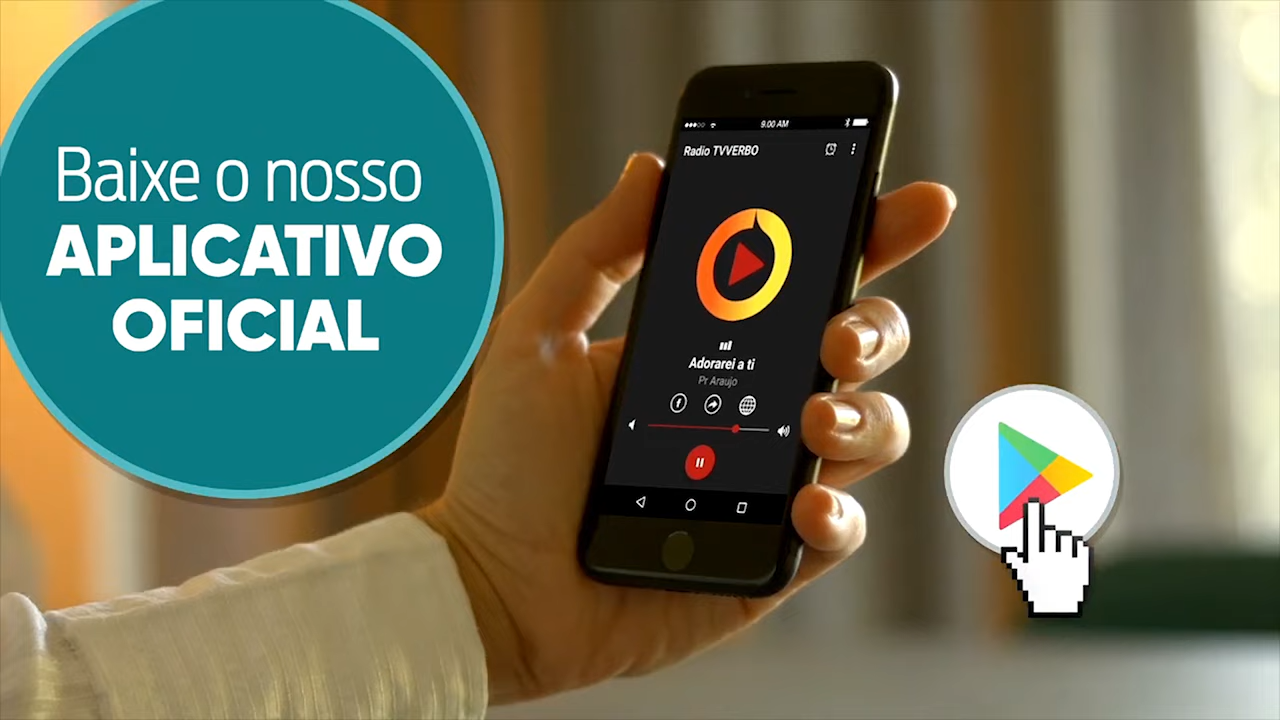 Baixe o nosso
APLICATIVO
OFICIAL
9.00 AM
Radio TVVERBO
Adorarei a ti
Pr Araujo